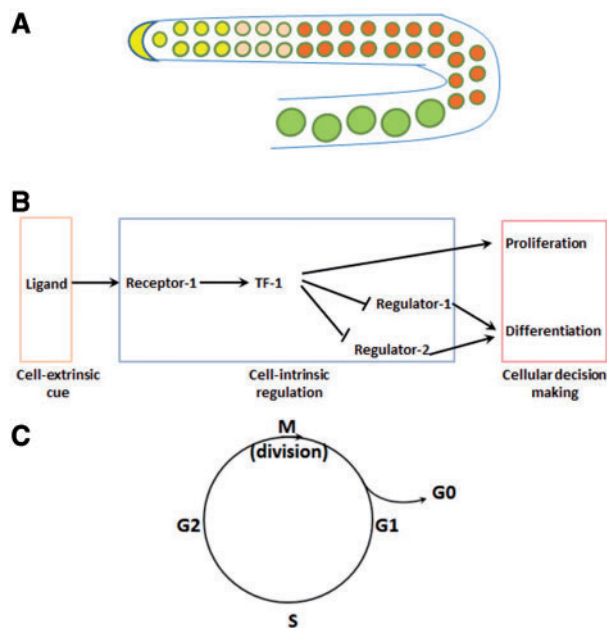 A
B
Ligand
Receptor-1
TF-1
Proliferation
Regulator-1
Differentiation
Regulator-2
Cell-extrinsic
cue
Cell-intrinsic
regulation
Cellular decision
making
C
M
(division)
G0
G2
G1
S